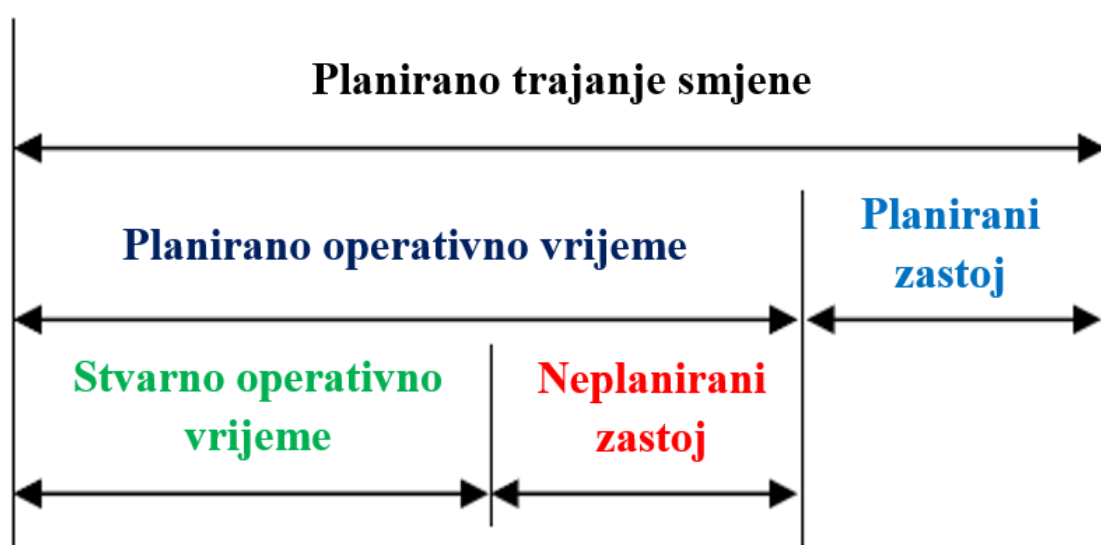 Planirano trajanje smjene
Planirano operativno vrijeme
Planirani
zastoj
Stvarno operativno
vrijeme
Neplanirani
zastoj